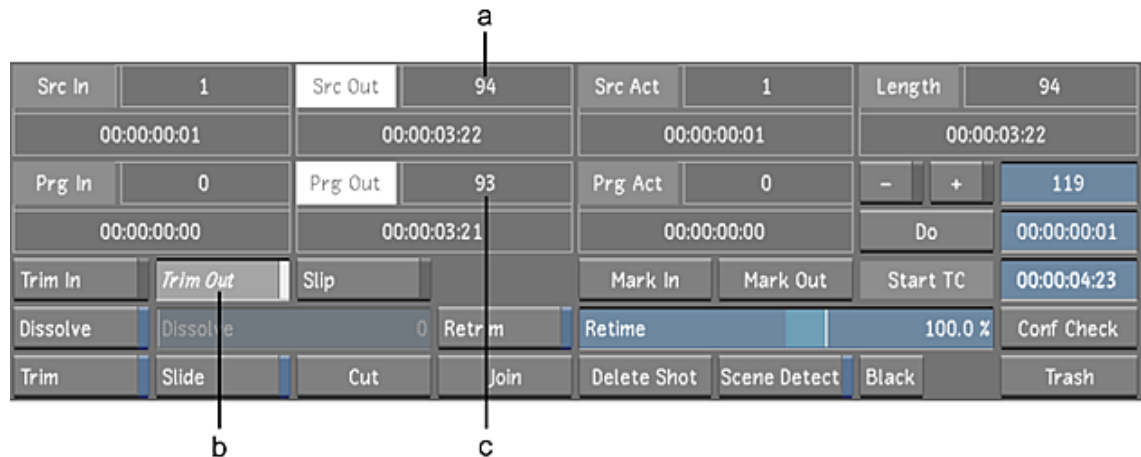 a
Src In 1 Src Out 94 Src Act 1 Length 94
00:00:00:01 00:00:03:22 00:00:00:01 00:00:03:22
Prg In 0 Prg Out 93 Prg Act 0 - + 119
00:00:00:00 00:00:03:21 00:00:00:00 Do 00:00:00:01
Trim In Trim Out Slip Mark In Mark Out Start TC 00:00:04:23
Dissolve Dissolve 0 Retrim Retime 100.0 % Conf Check
Trim Slide Cut Join Delete Shot Scene Detect Black Trash
b c